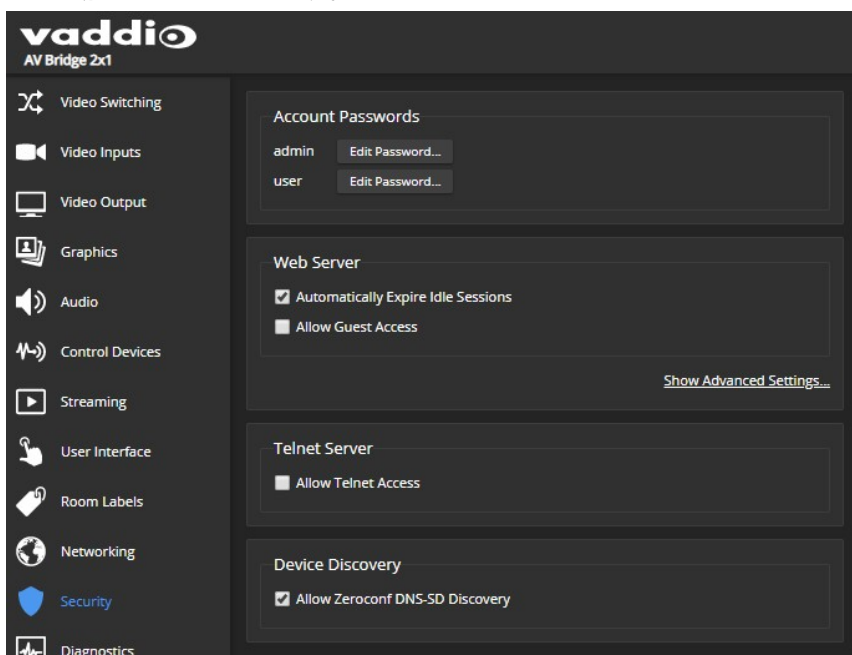 vaddio
AV Bridge 2x1
Video Switching
Video Inputs
Video Output
Graphics
Audio
Control Devices
Streaming
User Interface
Room Labels
Networking
Security
Diagnostics
Account Passwords
admin Edit Password...
user Edit Password...
Web Server
Automatically Expire Idle Sessions
Allow Guest Access
Show Advanced Settings...
Telnet Server
Allow Telnet Access
Device Discovery
Allow Zeroconf DNS-SD Discovery